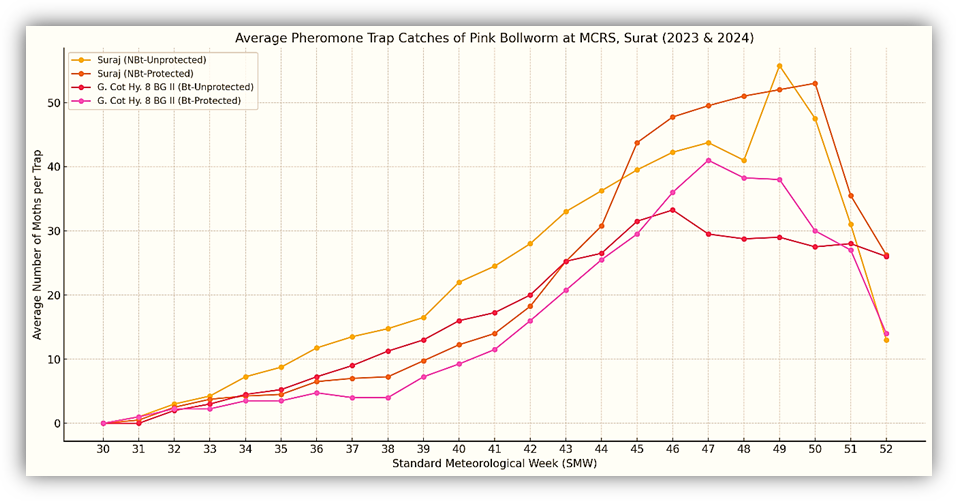 Average Pheromone Trap Catches of Pink Bollworm at MCRS, Surat (2023 & 2024)
Suraj (NBt-Unprotected)
Suraj (NBt-Protected)
G. Cot Hy. 8 BG II (Bt-Unprotected)
G. Cot Hy. 8 BG II (Bt-Protected)
Average Number of Moths per Trap
50
40
30
20
10
0
30 31 32 33 34 35 36 37 38 39 40 41 42 43 44 45 46 47 48 49 50 51 52
Standard Meteorological Week (SMW)